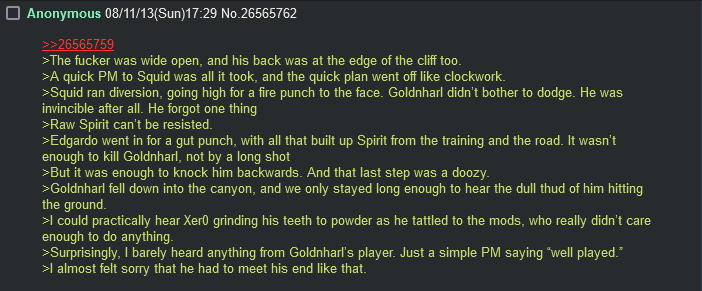 Anonymous 08/11/13(Sun)17:29 No.26565762
>>26565759
>The fucker was wide open, and his back was at the edge of the cliff too.
>A quick PM to Squid was all it took, and the quick plan went off like clockwork.
>Squid ran diversion, going high for a fire punch to the face. Goldnharl didn’t bother to dodge. He was
invincible after all. He forgot one thing
>Raw Spirit can’t be resisted.
>Edgardo went in for a gut punch, with all that built up Spirit from the training and the road. It wasn’t
enough to kill Goldnharl, not by a long shot
>But it was enough to knock him backwards. And that last step was a doozy.
>Goldnharl fell down into the canyon, and we only stayed long enough to hear the dull thud of him hitting
the ground.
>I could practically hear Xer0 grinding his teeth to powder as he tattled to the mods, who really didn’t care
enough to do anything.
>Surprisingly, I barely heard anything from Goldnharl’s player. Just a simple PM saying “well played.”
>I almost felt sorry that he had to meet his end like that.